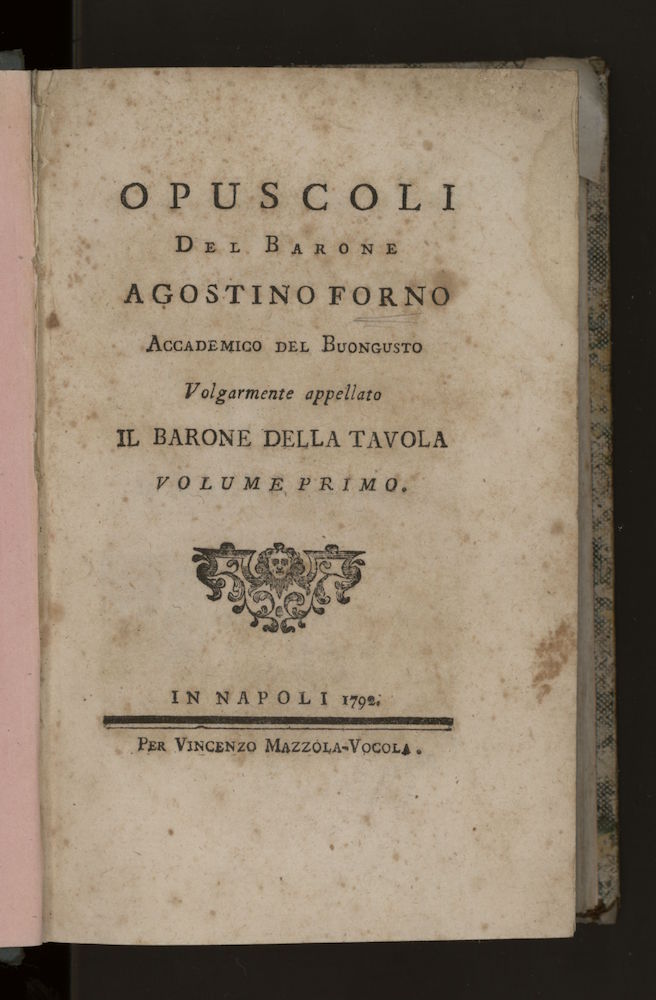 OPUSCOLI
DEL BARONE
AGOSTINO FORNO
ACCADEMICO DEL BUONGUSTO
Volgarmente appellato
IL BARONE DELLA TAVOLA
VOLUME PRIMO.
IN NAPOLI 1792.
PER VINCENZO MAZZOLA-VOCOLA.